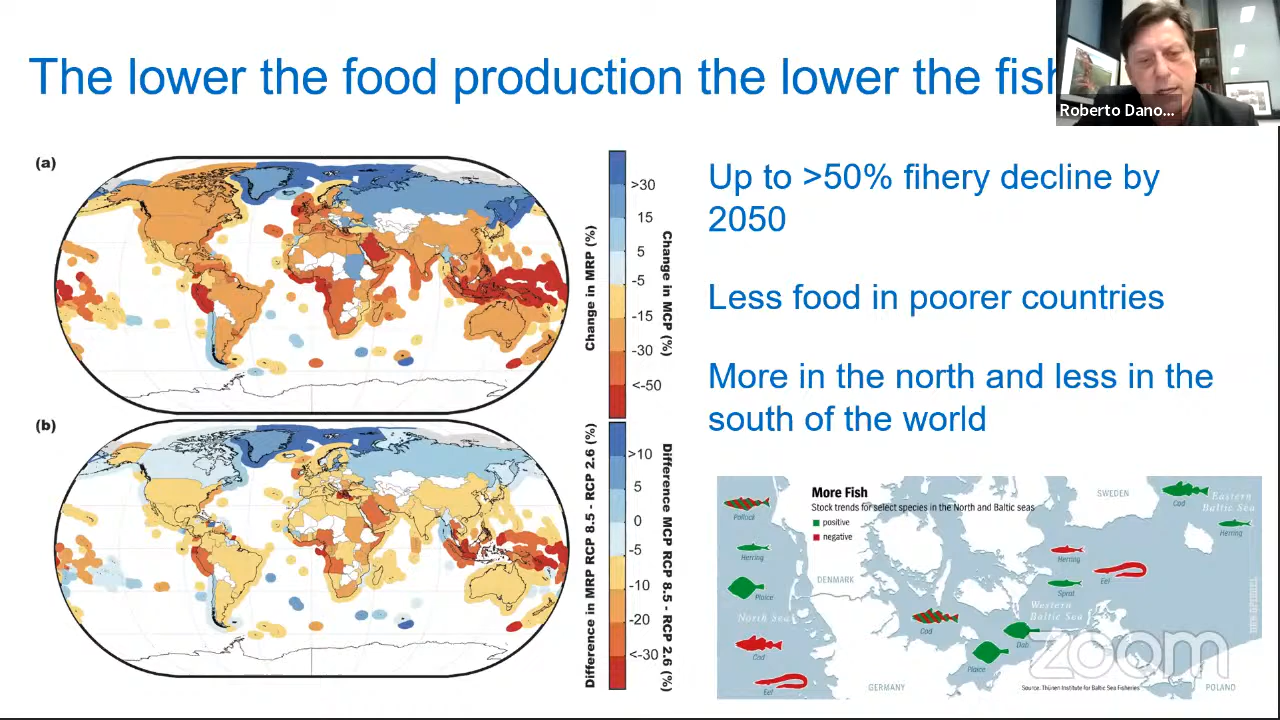 The lower the food production the lower the fish
Roberto Dano...
(a)
>30
15
5
-5
-15
-30
<-50
Change in MRP (%)
Change in MCP (%)
(b)
>10
5
0
-5
-10
-20
<-30
Difference in MRP RCP 8.5 - RCP 2.6 (%)
Difference MCP RCP 8.5 - RCP 2.6 (%)
Up to >50% fihery decline by
2050
Less food in poorer countries
More in the north and less in the
south of the world
More Fish
Stock trends for select species in the North and Baltic seas
positive
negative
Pollock
Herring
Plaice
North Sea
Cod
Eel
DENMARK
GERMANY
SWEDEN
Cod
Eastern
Baltic Sea
Herring
Herring
Eel
Sprat
Western
Baltic Sea
Cod
Dab
Plaice
POLAND
DER SPIEGEL
Source: Thünen Institute for Baltic Sea Fisheries
zoom